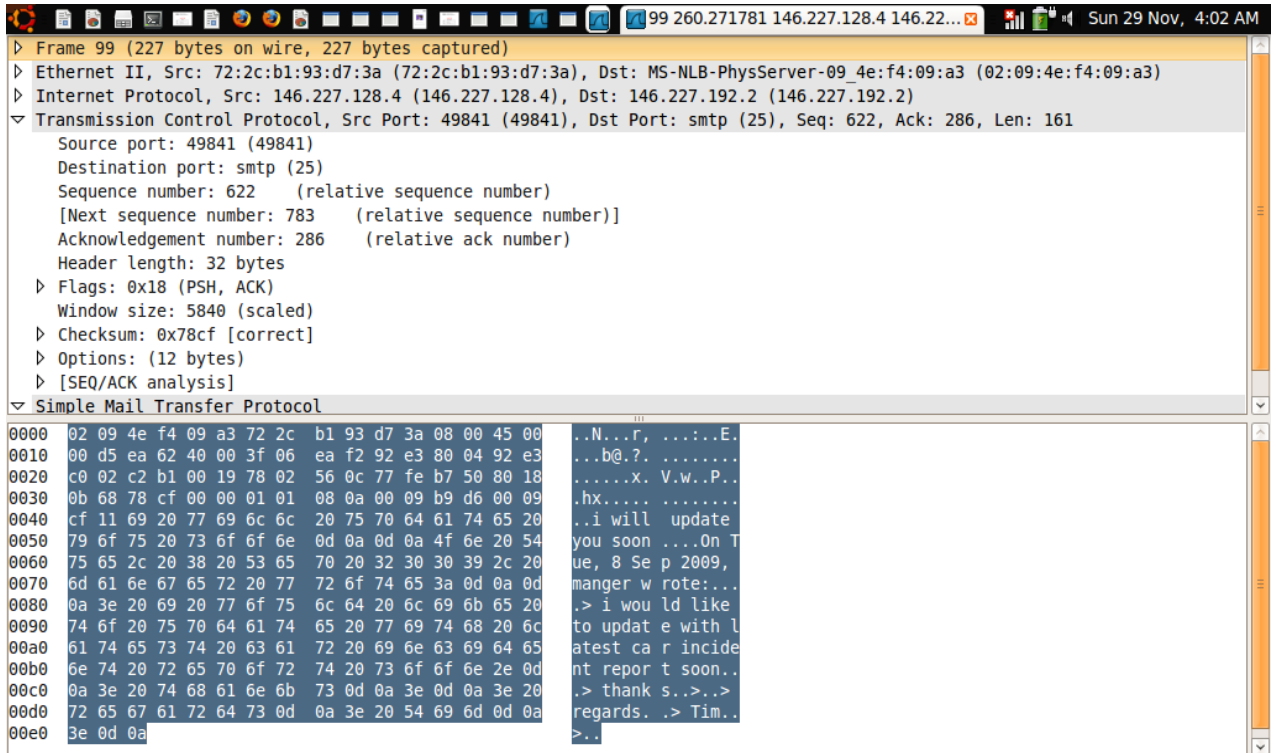 99 260.271781 146.227.128.4 146.22... Sun 29 Nov, 4:02 AM
Frame 99 (227 bytes on wire, 227 bytes captured)
Ethernet II, Src: 72:2c:b1:93:d7:3a (72:2c:b1:93:d7:3a), Dst: MS-NLB-PhysServer-09_4e:f4:09:a3 (02:09:4e:f4:09:a3)
Internet Protocol, Src: 146.227.128.4 (146.227.128.4), Dst: 146.227.192.2 (146.227.192.2)
Transmission Control Protocol, Src Port: 49841 (49841), Dst Port: smtp (25), Seq: 622, Ack: 286, Len: 161
Source port: 49841 (49841)
Destination port: smtp (25)
Sequence number: 622    (relative sequence number)
[Next sequence number: 783    (relative sequence number)]
Acknowledgement number: 286    (relative ack number)
Header length: 32 bytes
Flags: 0x18 (PSH, ACK)
Window size: 5840 (scaled)
Checksum: 0x78cf [correct]
Options: (12 bytes)
[SEQ/ACK analysis]
Simple Mail Transfer Protocol
0000  02 09 4e f4 09 a3 72 2c  b1 93 d7 3a 08 00 45 00   ..N...r, ...:..E.
0010  00 d5 ea 62 40 00 3f 06  ea f2 92 e3 80 04 92 e3   ...b@.?. ........
0020  c0 02 c2 b1 00 19 78 02  56 0c 77 fe b7 50 80 18   ......x. V.w..P..
0030  0b 68 78 cf 00 00 01 01  08 0a 00 09 b9 d6 00 09   .hx..... ........
0040  cf 11 69 20 77 69 6c 6c  20 75 70 64 61 74 65 20   ..i will  update 
0050  79 6f 75 20 73 6f 6f 6e  0d 0a 0d 0a 4f 6e 20 54   you soon ....On T
0060  75 65 2c 20 38 20 53 65  70 20 32 30 30 39 2c 20   ue, 8 Se p 2009, 
0070  6d 61 6e 67 65 72 20 77  72 6f 74 65 3a 0d 0a 0d   manger w rote:...
0080  0a 3e 20 69 20 77 6f 75  6c 64 20 6c 69 6b 65 20   .> i wou ld like 
0090  74 6f 20 75 70 64 61 74  65 20 77 69 74 68 20 6c   to updat e with l
00a0  61 74 65 73 74 20 63 61  72 20 69 6e 63 69 64 65   atest ca r incide
00b0  6e 74 20 72 65 70 6f 72  74 20 73 6f 6f 6e 2e 0d   nt repor t soon..
00c0  0a 3e 20 74 68 61 6e 6b  73 0d 0a 3e 0d 0a 3e 20   .> thank s..>..> 
00d0  72 65 67 61 72 64 73 0d  0a 3e 20 54 69 6d 0d 0a   regards. .> Tim..
00e0  3e 0d 0a   >..